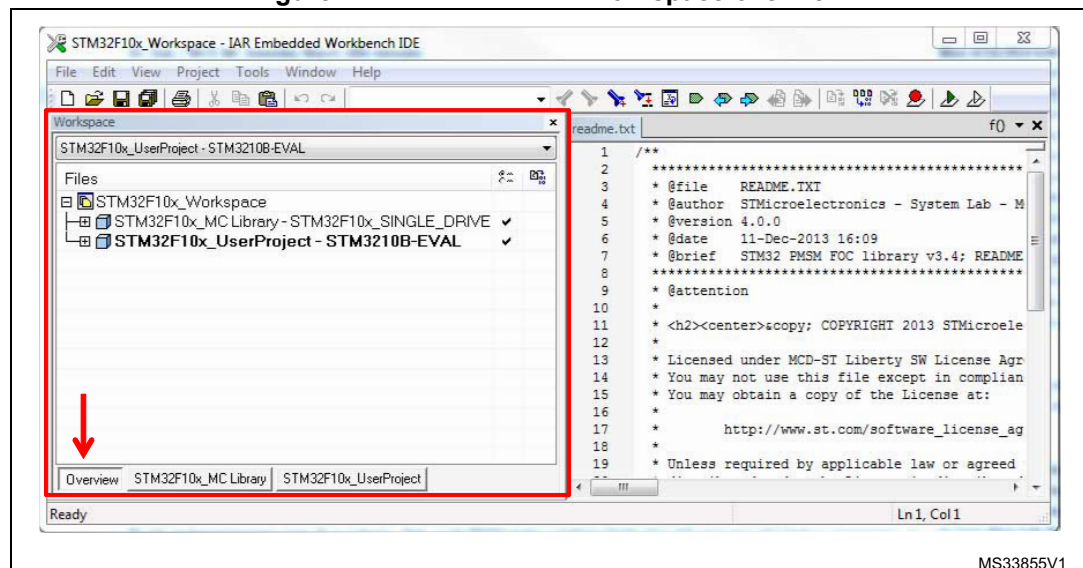 STM32F10x_Workspace - IAR Embedded Workbench IDE
File Edit View Project Tools Window Help
Workspace
STM32F10x_UserProject - STM3210B-EVAL
Files
STM32F10x_Workspace
STM32F10x_MC Library - STM32F10x_SINGLE_DRIVE
STM32F10x_UserProject - STM3210B-EVAL
Overview STM32F10x_MC Library STM32F10x_UserProject
readme.txt f()
1 /**
2 *************************************************
3 * @file README.TXT
4 * @author STMicroelectronics - System Lab - M
5 * @version 4.0.0
6 * @date 11-Dec-2013 16:09
7 * @brief STM32 PMSM FOC library v3.4; README
8 *************************************************
9 * @attention
10 *
11 * <h2><center>&copy; COPYRIGHT 2013 STMicroele
12 *
13 * Licensed under MCD-ST Liberty SW License Agr
14 * You may not use this file except in complian
15 * You may obtain a copy of the License at:
16 *
17 * http://www.st.com/software_license_ag
18 *
19 * Unless required by applicable law or agreed
Ready Ln 1, Col 1
MS33855V1